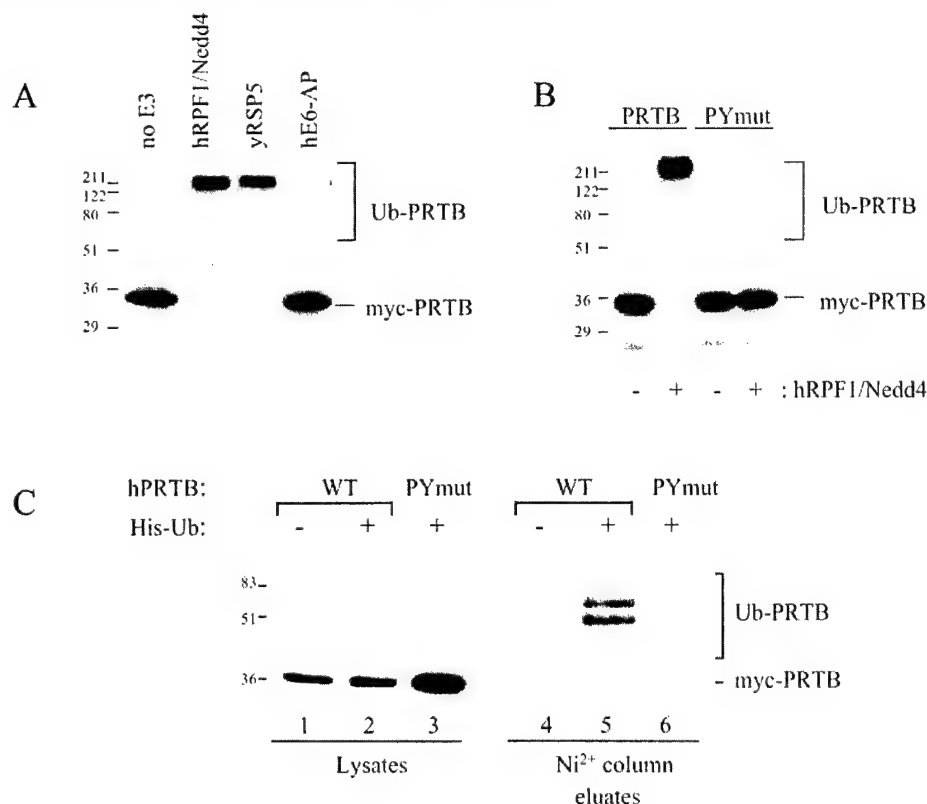 A
no E3
hRPF1/Nedd4
yRSP5
hE6-AP
211
122
80
51
36
29
Ub-PRTB
myc-PRTB
B
PRTB PYmut
211
122
80
51
36
29
Ub-PRTB
myc-PRTB
- + - + : hRPF1/Nedd4
C
hPRTB: WT PYmut WT PYmut
His-Ub: - + + - + +
83
51
36
Ub-PRTB
- myc-PRTB
1 2 3 4 5 6
Lysates Ni²⁺ column
eluates